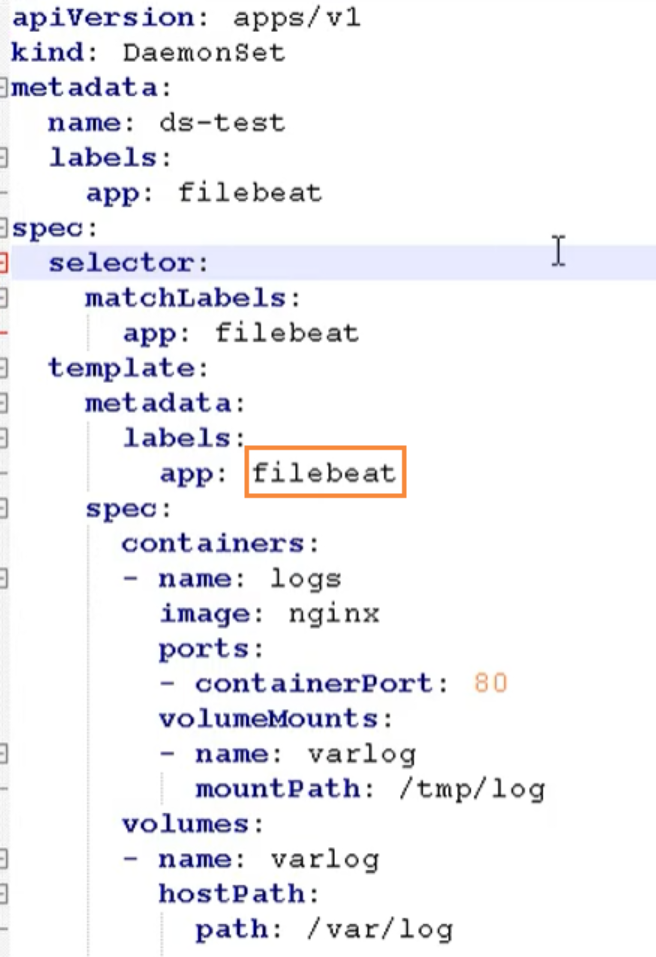 apiVersion: apps/v1
kind: DaemonSet
metadata:
  name: ds-test
  labels:
    app: filebeat
spec:
  selector:
    matchLabels:
      app: filebeat
  template:
    metadata:
      labels:
        app: filebeat
    spec:
      containers:
      - name: logs
        image: nginx
        ports:
        - containerPort: 80
        volumeMounts:
        - name: varlog
          mountPath: /tmp/log
      volumes:
      - name: varlog
        hostPath:
          path: /var/log